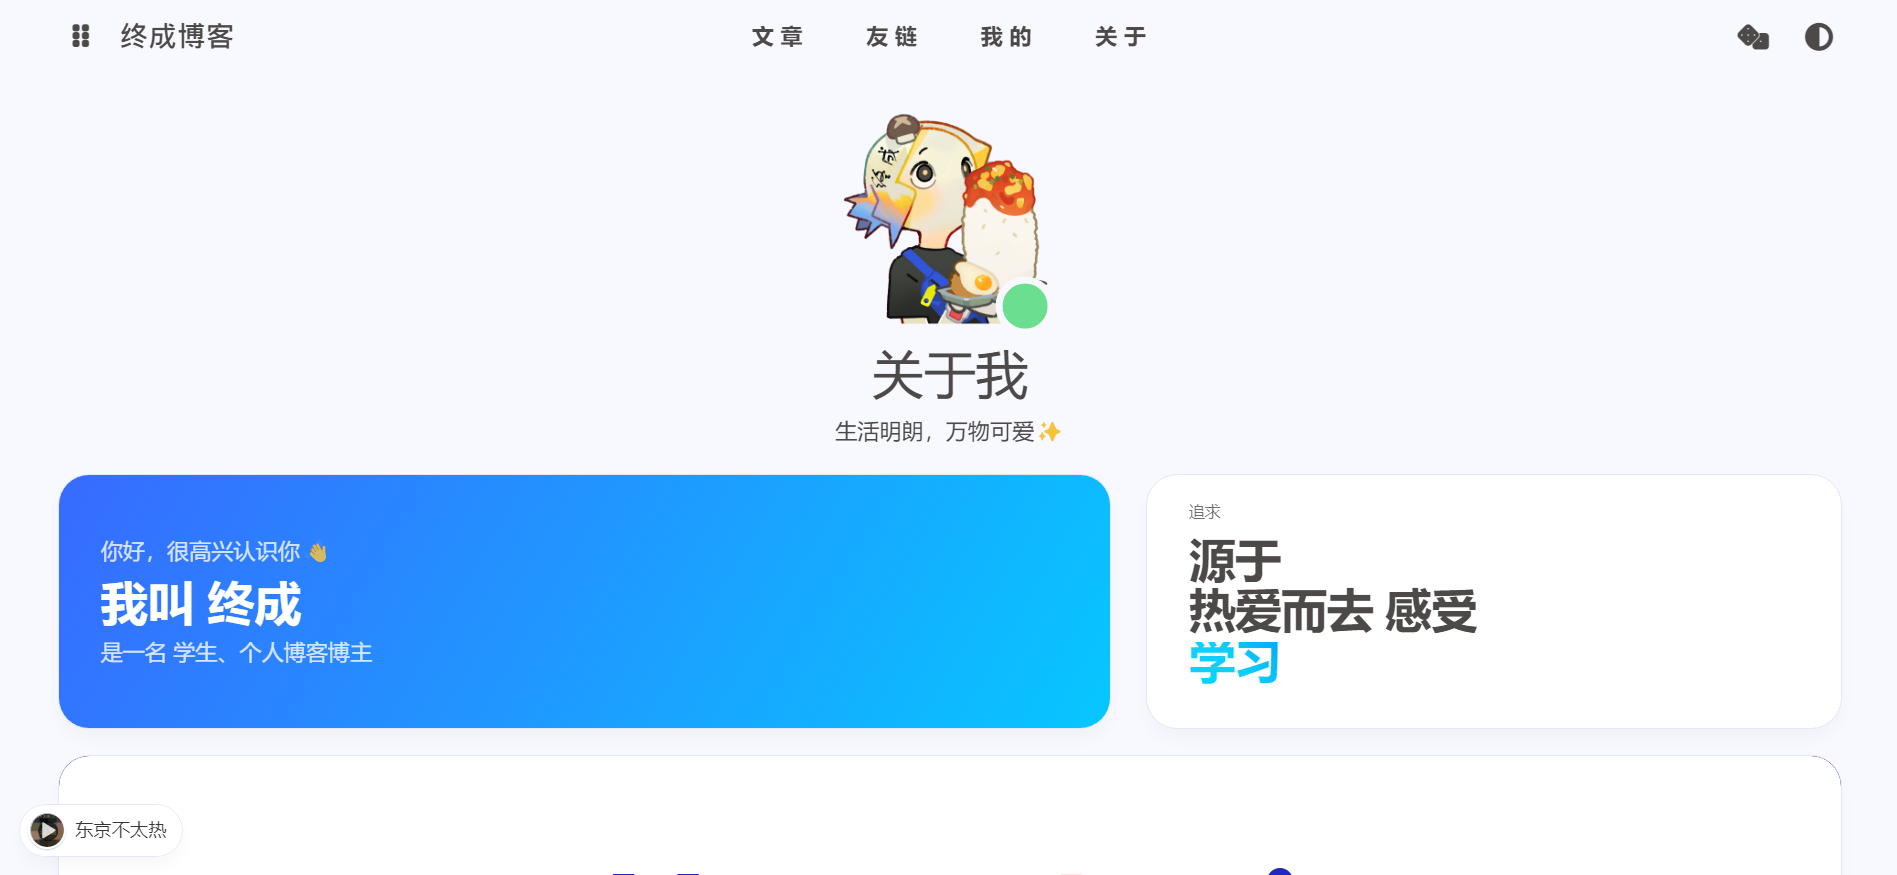 终成博客
文章 友链 我的 关于
终成
关于我
生活明朗，万物可爱✨
你好，很高兴认识你 👋
我叫 终成
是一名 学生、个人博客博主
追求
源于
热爱而去 感受
学习
东京不太热